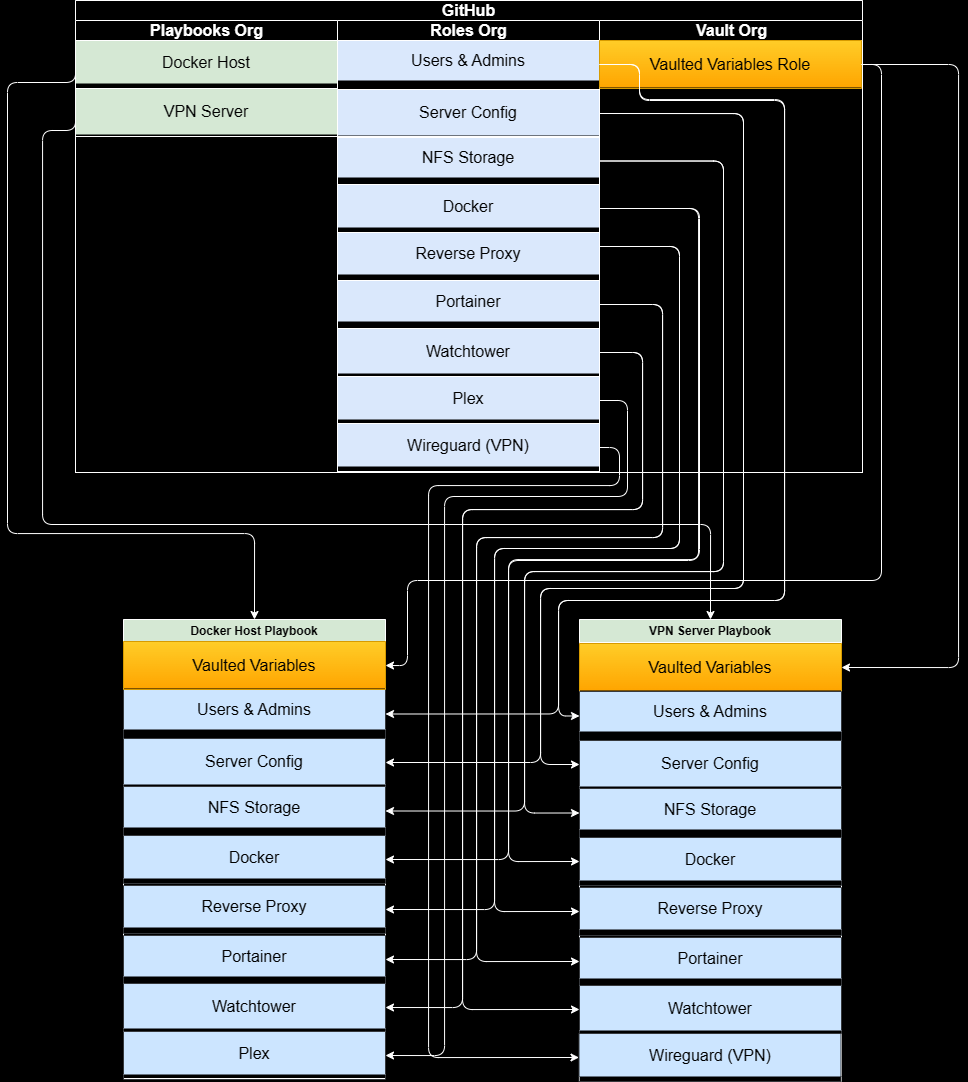 GitHub
Playbooks Org
Roles Org
Vault Org
Docker Host
Users & Admins
Vaulted Variables Role
VPN Server
Server Config
NFS Storage
Docker
Reverse Proxy
Portainer
Watchtower
Plex
Wireguard (VPN)
Docker Host Playbook
Vaulted Variables
Users & Admins
Server Config
NFS Storage
Docker
Reverse Proxy
Portainer
Watchtower
Plex
VPN Server Playbook
Vaulted Variables
Users & Admins
Server Config
NFS Storage
Docker
Reverse Proxy
Portainer
Watchtower
Wireguard (VPN)